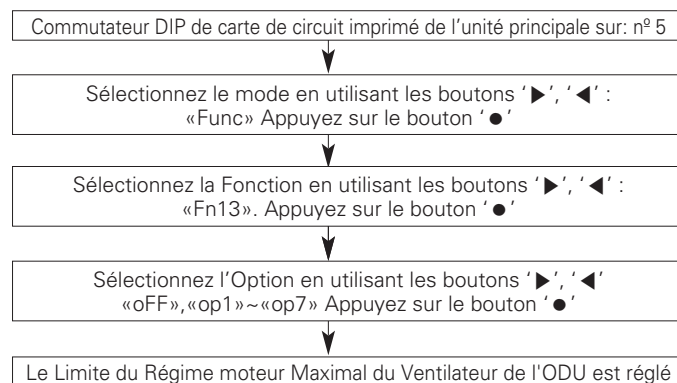 Commutateur DIP de carte de circuit imprimé de l'unité principale sur: nº 5
Sélectionnez le mode en utilisant les boutons ‘▶’, ‘◀’ :
«Func» Appuyez sur le bouton ‘●’
Sélectionnez la Fonction en utilisant les boutons ‘▶’, ‘◀’ :
«Fn13». Appuyez sur le bouton ‘●’
Sélectionnez l'Option en utilisant les boutons ‘▶’, ‘◀’
«oFF»,«op1»~«op7» Appuyez sur le bouton ‘●’
Le Limite du Régime moteur Maximal du Ventilateur de l'ODU est réglé